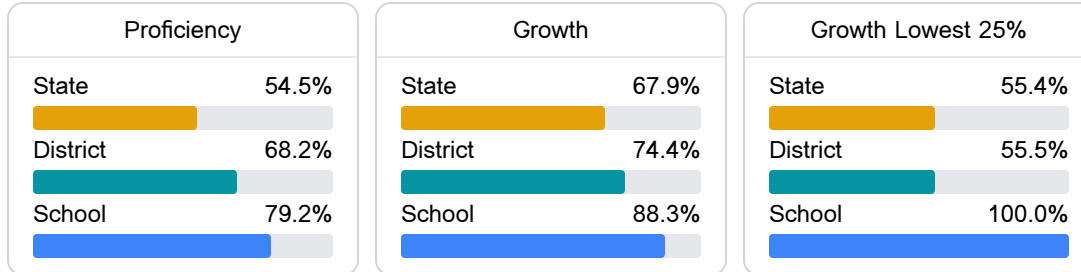 Proficiency
State 54.5%
District 68.2%
School 79.2%
Growth
State 67.9%
District 74.4%
School 88.3%
Growth Lowest 25%
State 55.4%
District 55.5%
School 100.0%